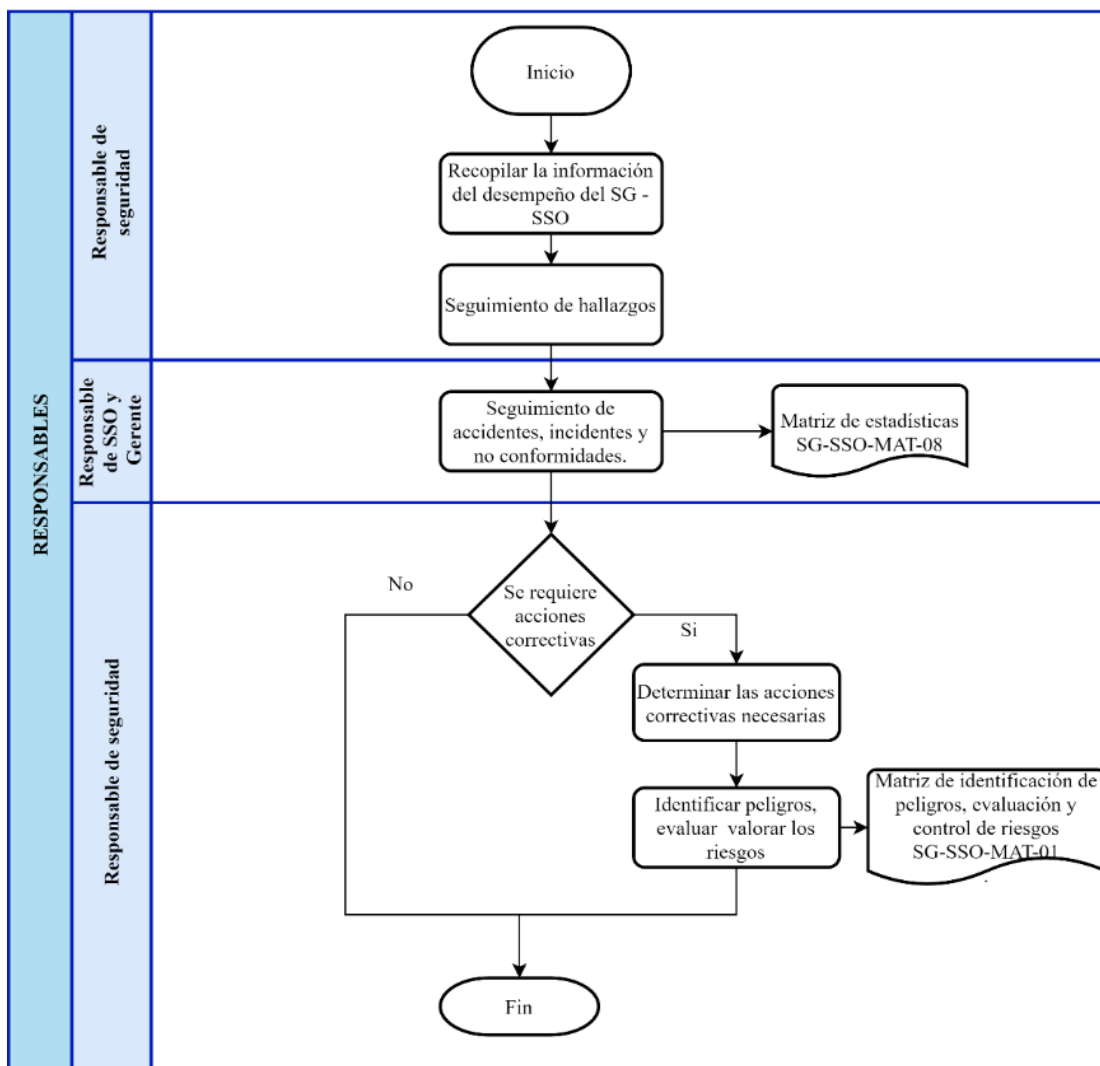 RESPONSABLES
Responsable de
seguridad
Inicio
Recopilar la información
del desempeño del SG -
SSO
Seguimiento de hallazgos
Responsable
de SSO y
Gerente
Seguimiento de
accidentes, incidentes y
no conformidades.
Matriz de estadísticas
SG-SSO-MAT-08
Responsable de seguridad
Se requiere
acciones
correctivas
No
Si
Determinar las acciones
correctivas necesarias
Identificar peligros,
evaluar valorar los
riesgos
Matriz de identificación de
peligros, evaluación y
control de riesgos
SG-SSO-MAT-01
.
Fin